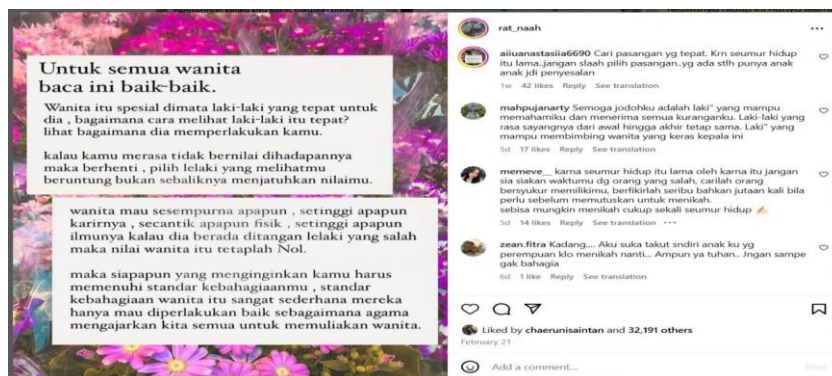 Untuk semua wanita
baca ini baik-baik.
Wanita itu spesial dimata laki-laki yang tepat untuk
dia , bagaimana cara melihat laki-laki itu tepat?
lihat bagaimana dia memperlakukan kamu.
kalau kamu merasa tidak bernilai dihadapannya
maka berhenti , pilih lelaki yang melihatmu
beruntung bukan sebaliknya menjatuhkan nilaimu.
wanita mau sesempurna apapun , setinggi apapun
karirnya , secantik apapun fisik , setinggi apapun
ilmunya kalau dia berada ditangan lelaki yang salah
maka nilai wanita itu tetaplah Nol.
maka siapapun yang menginginkan kamu harus
memenuhi standar kebahagiaanmu , standar
kebahagiaan wanita itu sangat sederhana mereka
hanya mau diperlakukan baik sebagaimana agama
mengajarkan kita semua untuk memuliakan wanita.
rat_naah
aiiuanastasiia6690 Cari pasangan yg tepat. Krn seumur hidup
itu lama..jangan slaah pilih pasangan..yg ada stlh punya anak
anak jdi penyesalan
1w 42 likes Reply See translation
mahpujanarty Semoga jodohku adalah laki" yang mampu
memahamiku dan menerima semua kuranganku. Laki-laki yang
rasa sayangnya dari awal hingga akhir tetap sama. Laki" yang
mampu membimbing wanita yang keras kepala ini
5d 17 likes Reply See translation
memeve__ karna seumur hidup itu lama oleh karna itu jangan
sia siakan waktumu dg orang yang salah, carilah orang
bersyukur memilikimu, berfikirlah seribu bahkan jutaan kali bila
perlu sebelum memutuskan untuk menikah.
sebisa mungkin menikah cukup sekali seumur hidup
5d 14 likes Reply See translation
zean.fitra Kadang.... Aku suka takut sndiri anak ku yg
perempuan klo menikah nanti... Ampun ya tuhan.. Jngan sampe
gak bahagia
6d 1 like Reply See translation
Liked by chaerunisaintan and 32,191 others
February 21
Add a comment...
Post